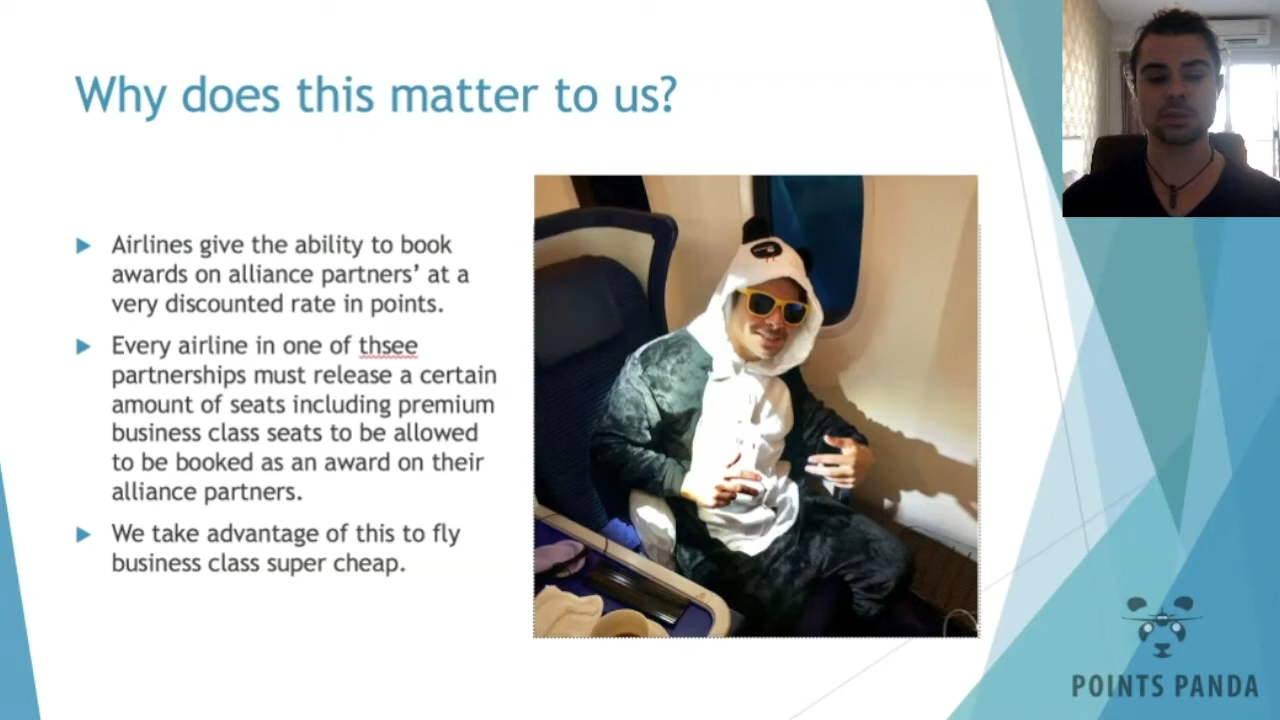 Why does this matter to us?
Airlines give the ability to book
awards on alliance partners’ at a
very discounted rate in points.
Every airline in one of thsee
partnerships must release a certain
amount of seats including premium
business class seats to be allowed
to be booked as an award on their
alliance partners.
We take advantage of this to fly
business class super cheap.
POINTS PANDA